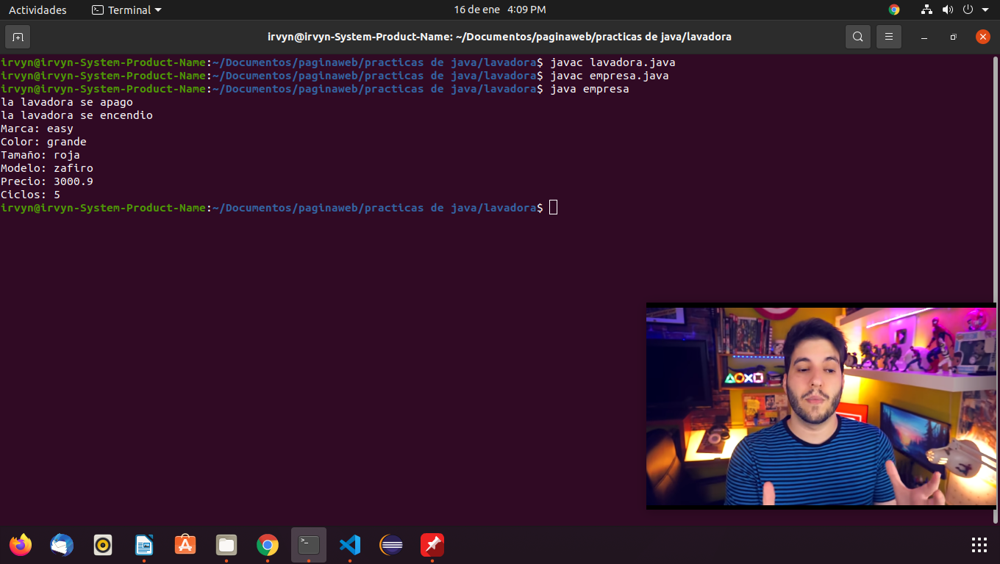 Actividades
Terminal
16 de ene 4:09 PM
irvyn@irvyn-System-Product-Name: ~/Documentos/paginaweb/practicas de java/lavadora
irvyn@irvyn-System-Product-Name:~/Documentos/paginaweb/practicas de java/lavadora$ javac lavadora.java
irvyn@irvyn-System-Product-Name:~/Documentos/paginaweb/practicas de java/lavadora$ javac empresa.java
irvyn@irvyn-System-Product-Name:~/Documentos/paginaweb/practicas de java/lavadora$ java empresa
la lavadora se apago
la lavadora se encendio
Marca: easy
Color: grande
Tamaño: roja
Modelo: zafiro
Precio: 3000.9
Ciclos: 5
irvyn@irvyn-System-Product-Name:~/Documentos/paginaweb/practicas de java/lavadora$